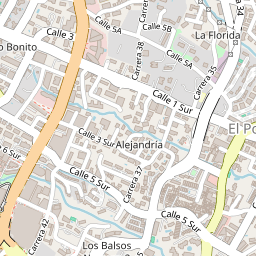 Calle 5B
Calle 5A
Calle 3
La Florida
Bonito
Carrera 38
Calle 5A
Carrera 35
34
Calle 1 Sur
El Po
Calle 3 Sur
Alejandría
6 Sur
Calle 5 Sur
Carrera 37
Calle 5 Sur
Carrera 42
Los Balsos